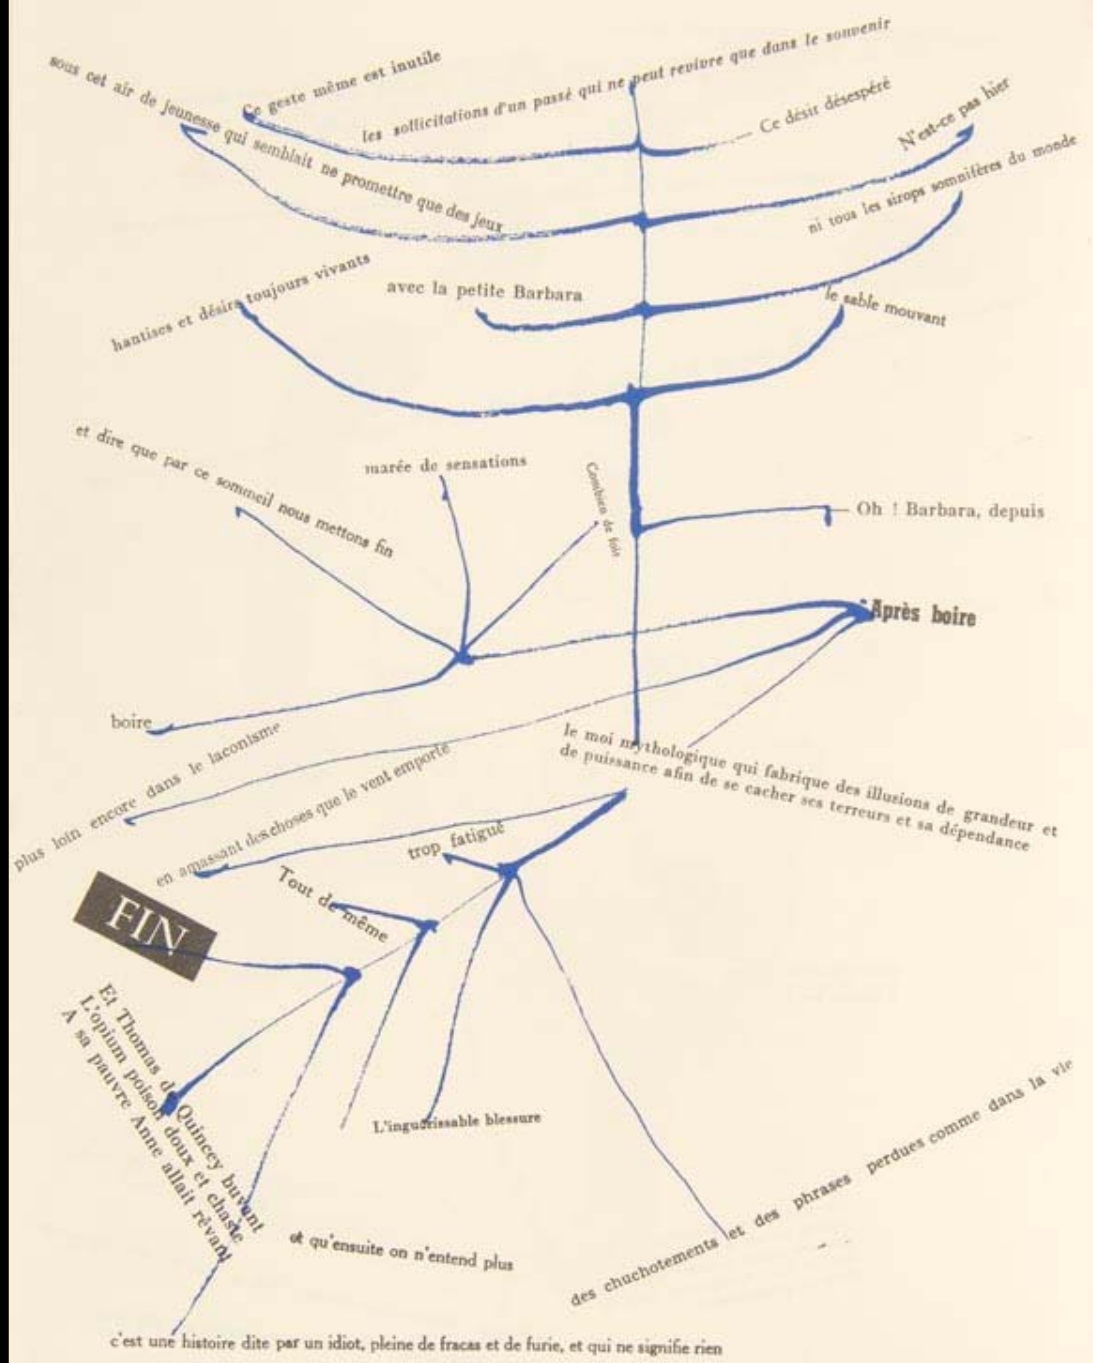 sous cet air de jeunesse qui semblait ne promettre que des jeux
Ce geste même est inutile
les sollicitations d'un passé qui ne peut revivre que dans le souvenir
Ce désir désespéré
N'est-ce pas hier
ni tous les sirops somnifères du monde
hantises et désirs toujours vivants
avec la petite Barbara
le sable mouvant
et dire que par ce sommeil nous mettons fin
marée de sensations
Combien de fois
Oh ! Barbara, depuis
Après boire
boire
plus loin encore dans le laconisme
en amassant des choses que le vent emporte
le moi mythologique qui fabrique des illusions de grandeur et
de puissance afin de se cacher ses terreurs et sa dépendance
trop fatigué
Tout de même
FIN
Et Thomas de Quincey buvant
L'opium poison doux et chaste
A sa pauvre Anne allait rêvant
L'inguérissable blessure
et qu'ensuite on n'entend plus
des chuchotements et des phrases perdues comme dans la vie
c'est une histoire dite par un idiot, pleine de fracas et de furie, et qui ne signifie rien